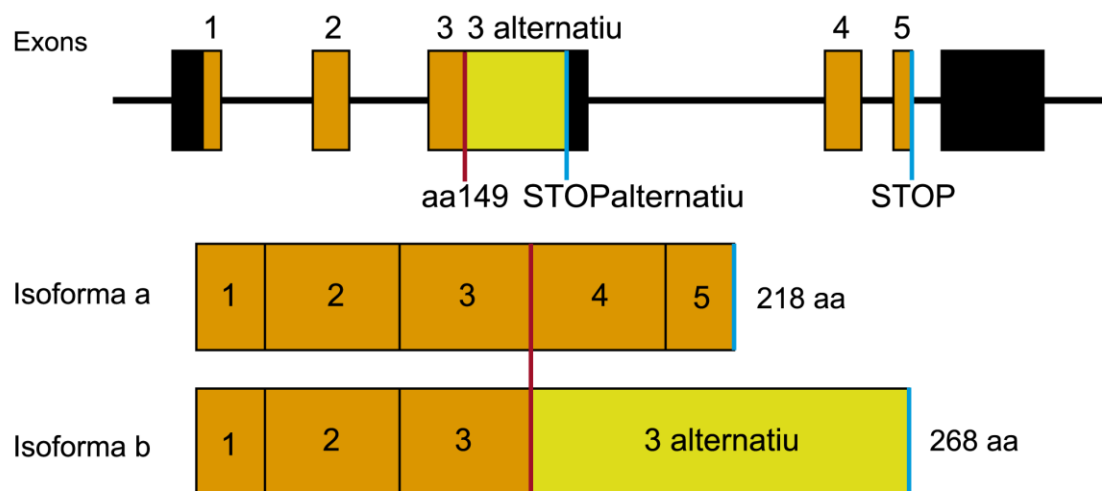 Exons 1 2 3 3 alternatiu 4 5
aa149 STOPalternatiu STOP
Isoforma a 1 2 3 4 5 218 aa
Isoforma b 1 2 3 3 alternatiu 268 aa